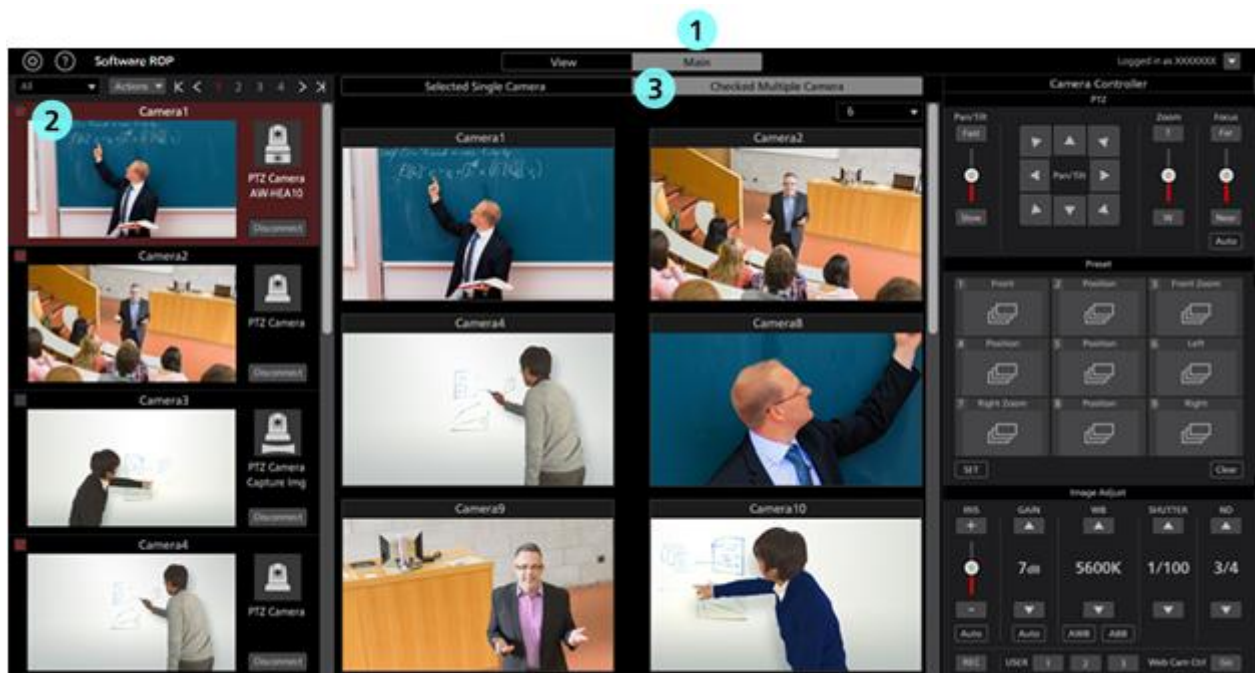 1
Software RDP
View
Main
Logged in as XXXXXXX
All
Actions
1 2 3 4
2
Camera1
PTZ Camera
AW-HEA10
Disconnect
Camera2
PTZ Camera
Disconnect
Camera3
PTZ Camera
Capture Img
Disconnect
Camera4
PTZ Camera
Disconnect
Selected Single Camera
3
Checked Multiple Camera
6
Camera1
Camera2
Camera4
Camera8
Camera9
Camera10
Camera Controller
PTZ
Pan/Tilt
Zoom
Focus
Fast
T
Far
Pan/Tilt
Slow
W
Near
Auto
Preset
1 Front
2 Position
3 Front Zoom
4 Position
5 Position
6 Left
7 Right Zoom
8 Position
9 Right
SET
Clear
Image Adjust
IRIS
GAIN
WB
SHUTTER
ND
7dB
5600K
1/100
3/4
Auto
Auto
AWB
ABB
REC
USER
1
2
3
Web Cam Ctrl
Go